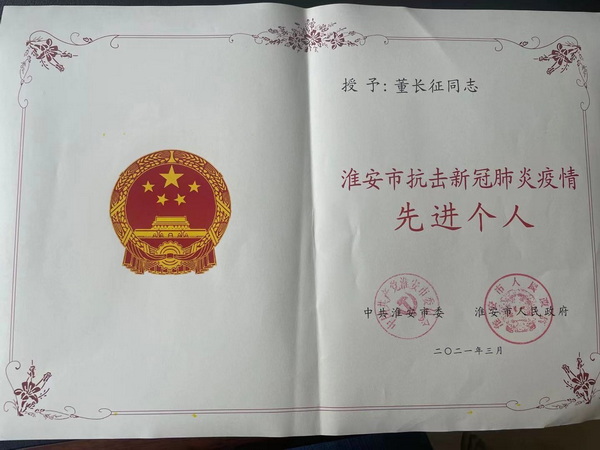 授予：董长征同志
淮安市抗击新冠肺炎疫情
先进个人
中共淮安市委
淮安市人民政府
二〇二一年三月